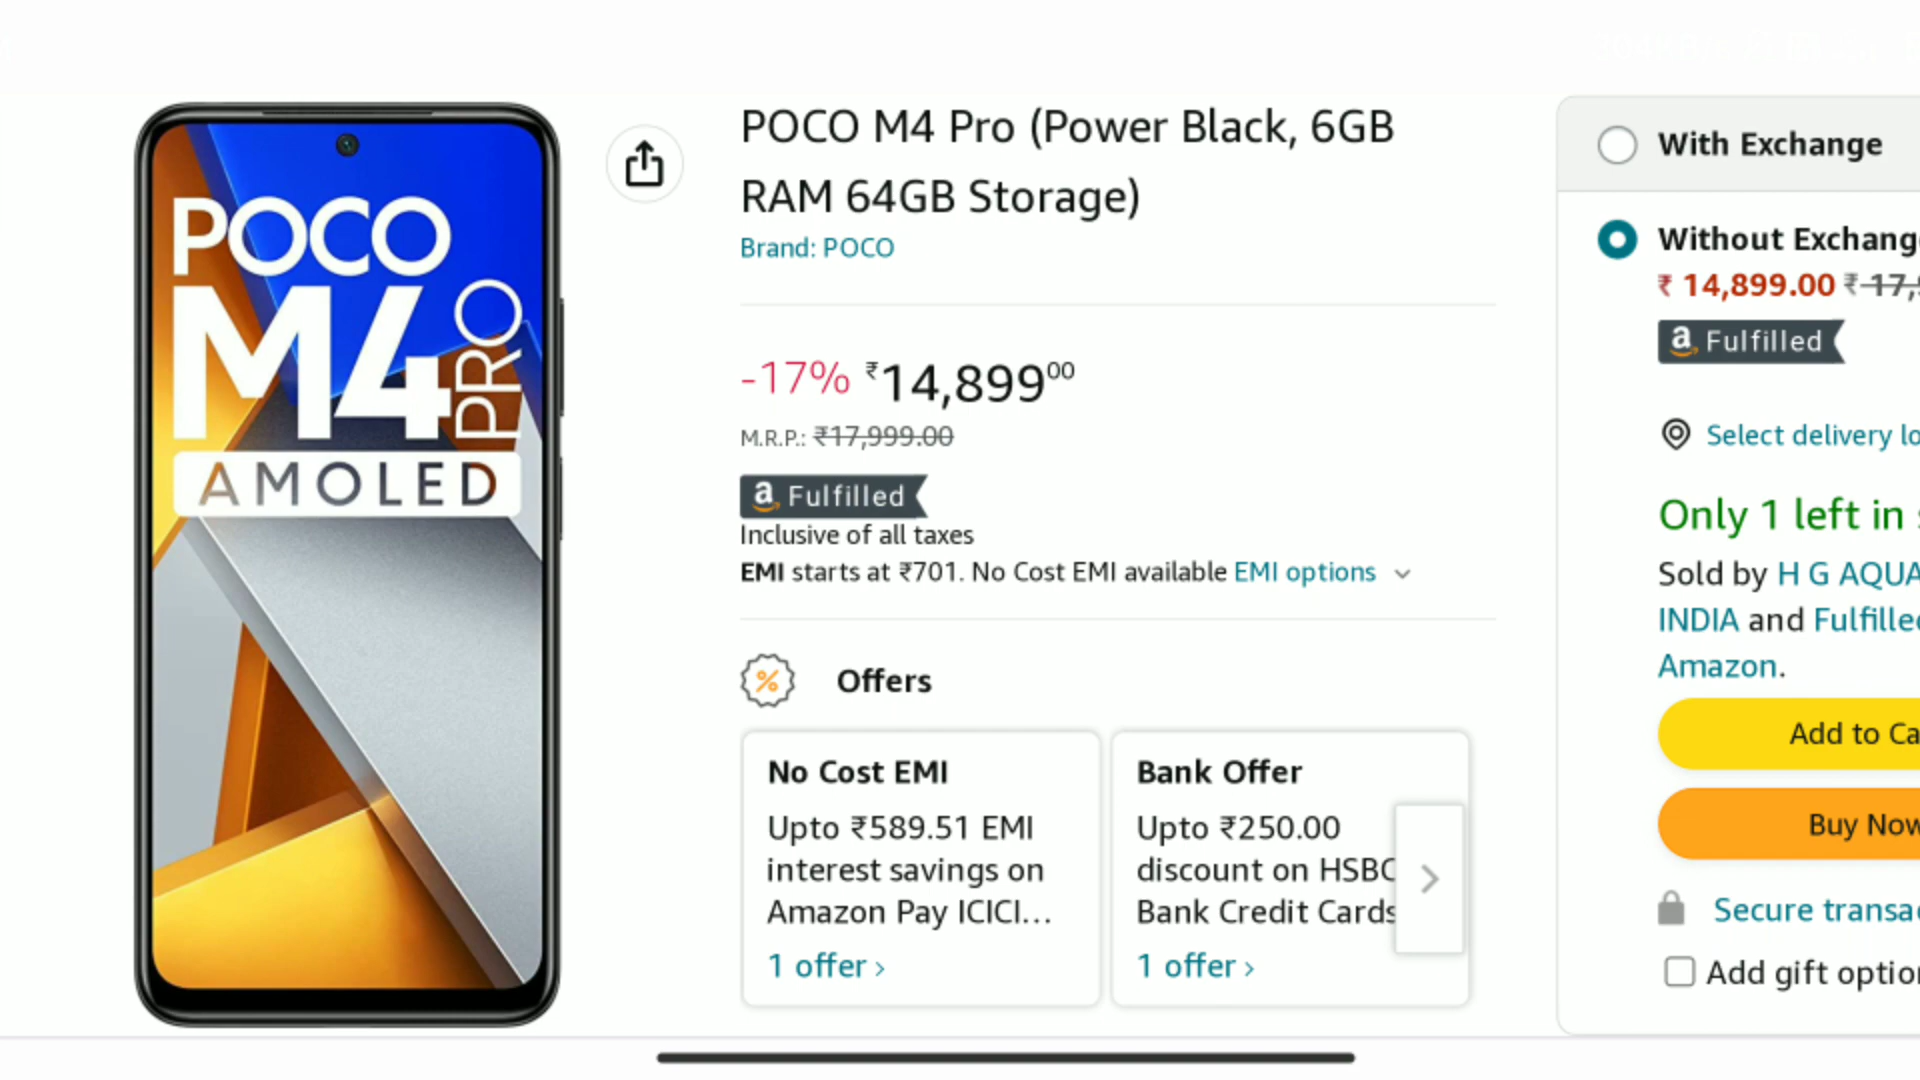 POCO
M4 PRO
AMOLED
POCO M4 Pro (Power Black, 6GB
RAM 64GB Storage)
Brand: POCO
-17% ₹14,89900
M.R.P.: ₹17,999.00
a Fulfilled
Inclusive of all taxes
EMI starts at ₹701. No Cost EMI available EMI options
Offers
No Cost EMI
Upto ₹589.51 EMI
interest savings on
Amazon Pay ICICI...
1 offer ›
Bank Offer
Upto ₹250.00
discount on HSBC
Bank Credit Cards
1 offer ›
With Exchange
Without Exchang
₹ 14,899.00 ₹ 17,
a Fulfilled
Select delivery lo
Only 1 left in
Sold by H G AQUA
INDIA and Fulfille
Amazon.
Add to Ca
Buy Now
Secure transa
Add gift optio